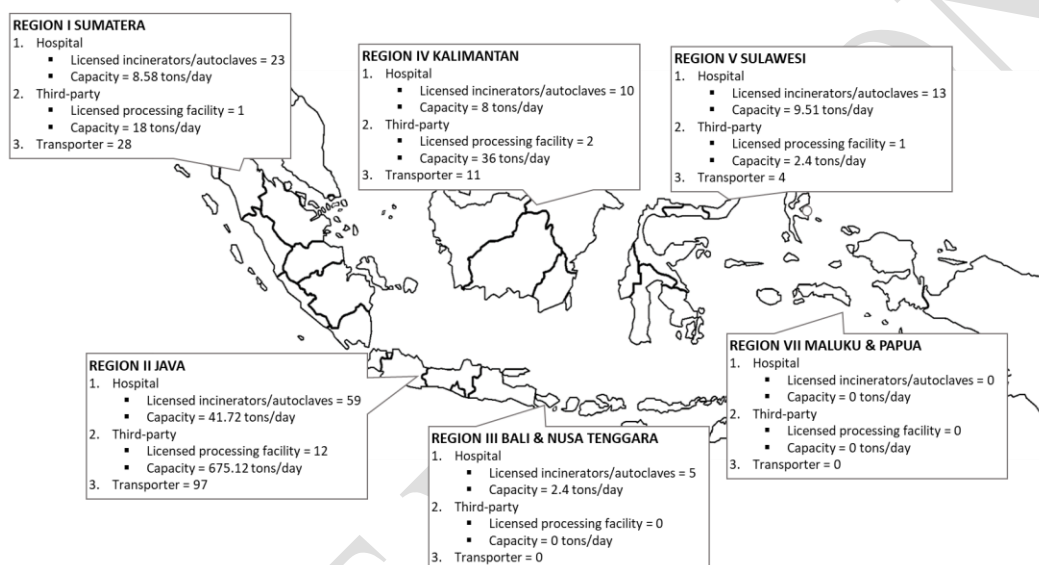 REGION I SUMATERA
1. Hospital
▪ Licensed incinerators/autoclaves = 23
▪ Capacity = 8.58 tons/day
2. Third-party
▪ Licensed processing facility = 1
▪ Capacity = 18 tons/day
3. Transporter = 28
REGION IV KALIMANTAN
1. Hospital
▪ Licensed incinerators/autoclaves = 10
▪ Capacity = 8 tons/day
2. Third-party
▪ Licensed processing facility = 2
▪ Capacity = 36 tons/day
3. Transporter = 11
REGION V SULAWESI
1. Hospital
▪ Licensed incinerators/autoclaves = 13
▪ Capacity = 9.51 tons/day
2. Third-party
▪ Licensed processing facility = 1
▪ Capacity = 2.4 tons/day
3. Transporter = 4
REGION II JAVA
1. Hospital
▪ Licensed incinerators/autoclaves = 59
▪ Capacity = 41.72 tons/day
2. Third-party
▪ Licensed processing facility = 12
▪ Capacity = 675.12 tons/day
3. Transporter = 97
REGION III BALI & NUSA TENGGARA
1. Hospital
▪ Licensed incinerators/autoclaves = 5
▪ Capacity = 2.4 tons/day
2. Third-party
▪ Licensed processing facility = 0
▪ Capacity = 0 tons/day
3. Transporter = 0
REGION VII MALUKU & PAPUA
1. Hospital
▪ Licensed incinerators/autoclaves = 0
▪ Capacity = 0 tons/day
2. Third-party
▪ Licensed processing facility = 0
▪ Capacity = 0 tons/day
3. Transporter = 0